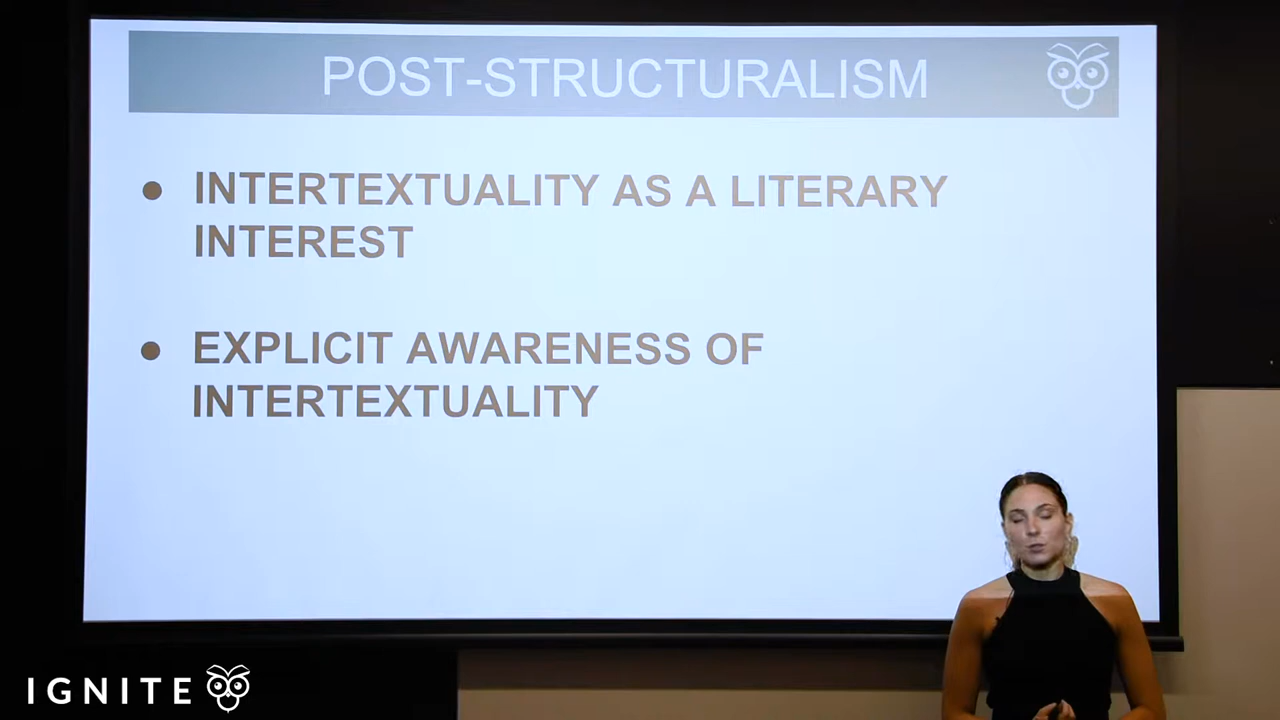 POST-STRUCTURALISM
● INTERTEXTUALITY AS A LITERARY
INTEREST
● EXPLICIT AWARENESS OF
INTERTEXTUALITY
IGNITE